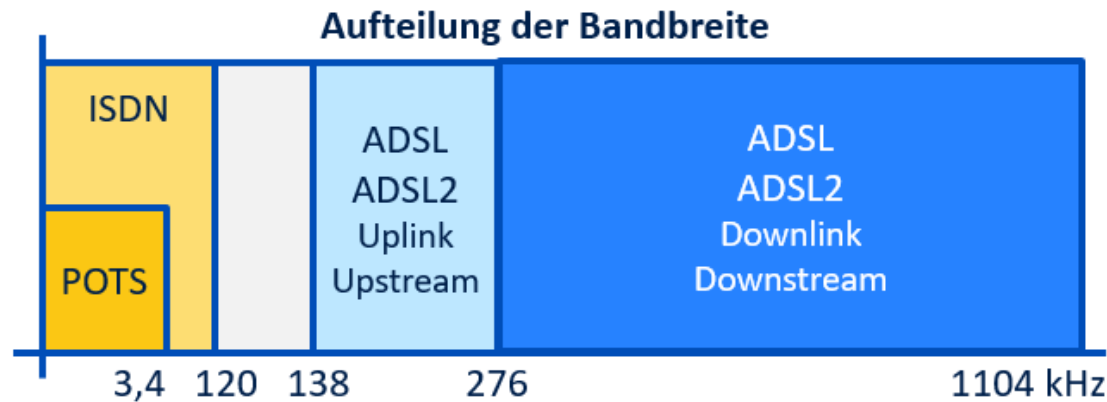 Aufteilung der Bandbreite
ISDN
POTS
ADSL
ADSL2
Uplink
Upstream
ADSL
ADSL2
Downlink
Downstream
3,4 120 138 276 1104 kHz